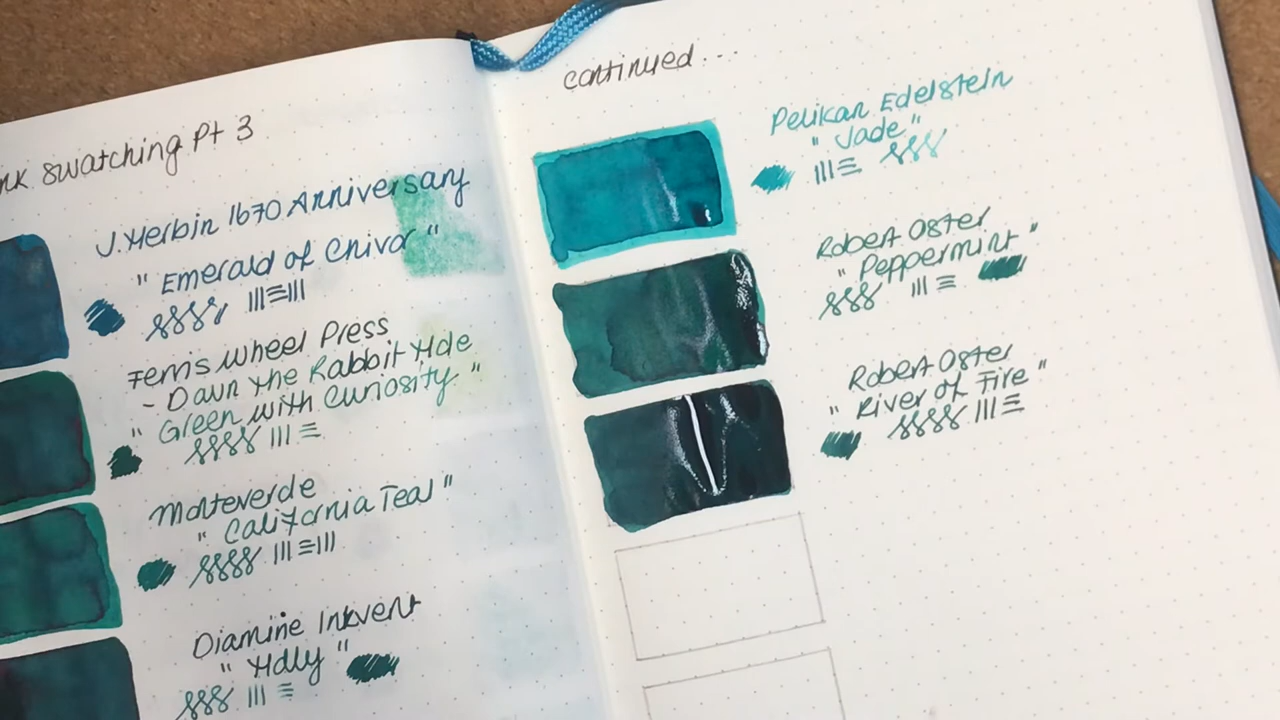 nk swatching Pt 3
J. Herbin 1670 Anniversary
"Emerald of Chivor"
Ferris Wheel Press
- Down the Rabbit Hole
"Green with Curiosity."
Monteverde
"California Teal"
Diamine Inkvent
"Holly"
continued...
Pelikan Edelstein
"Jade"
Robert Oster
"Peppermint"
Robert Oster
"River of Fire"